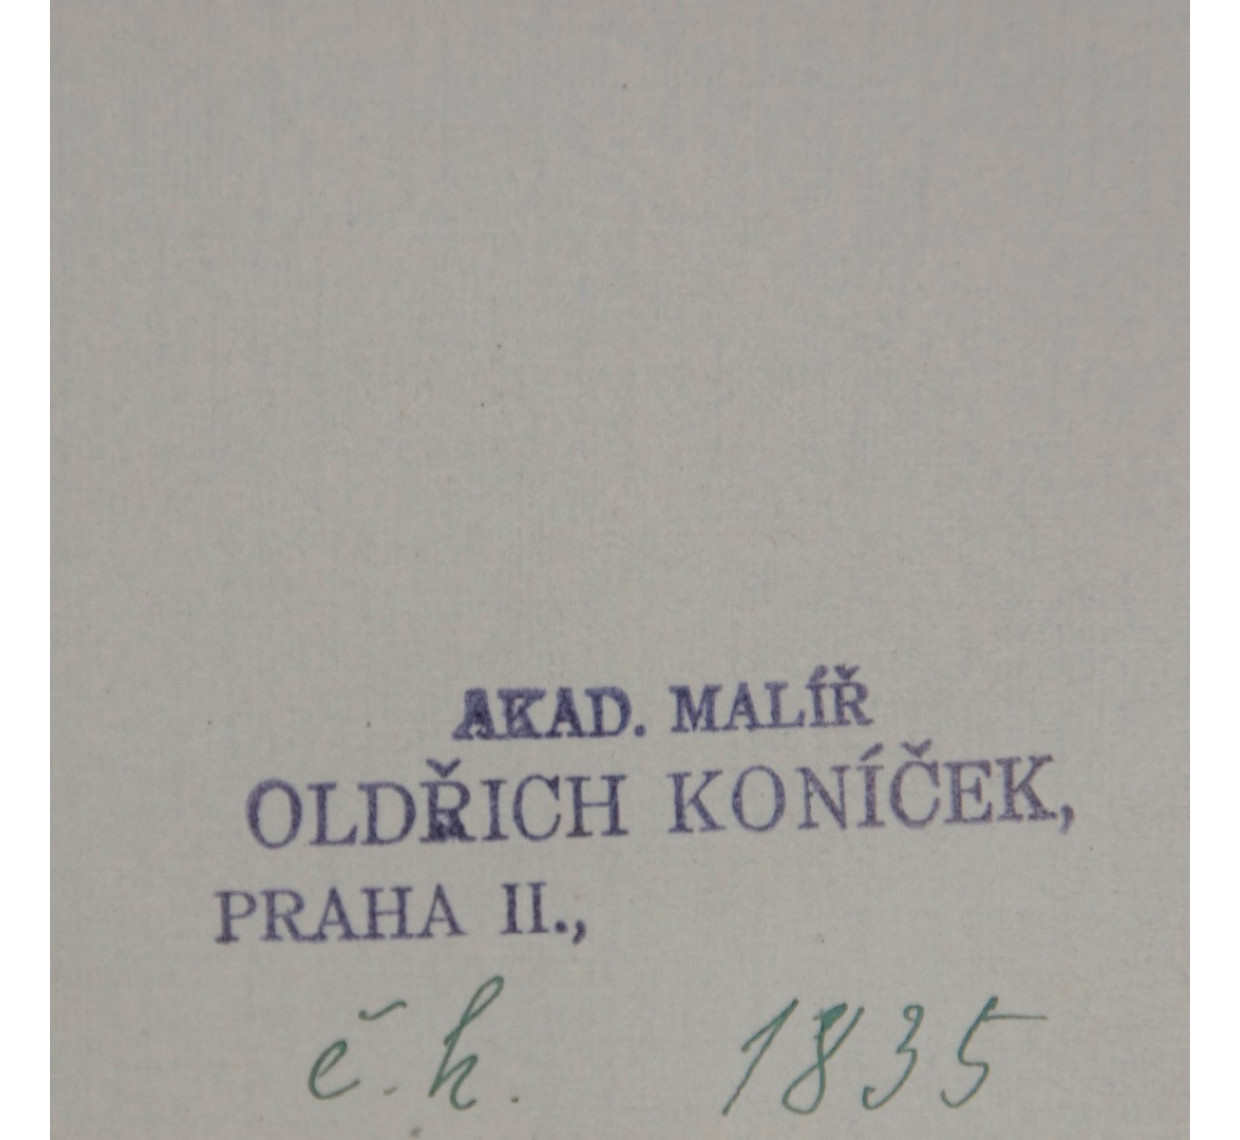 AKAD. MALÍŘ
OLDŘICH KONÍČEK,
PRAHA II.,
č.k. 1835